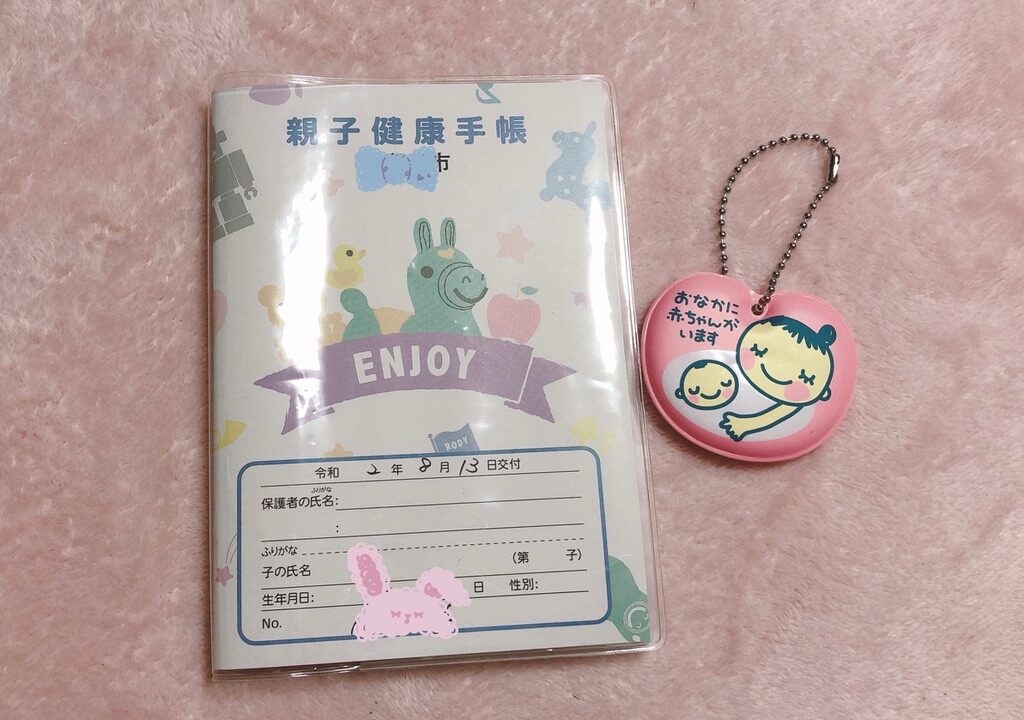 親子健康手帳
市
ENJOY
RODY
令和 2 年 8 月 13 日交付
ふりがな
保護者の氏名:
:
ふりがな
子の氏名 (第 子)
生年月日: 日 性別:
No.
おなかに
赤ちゃんが
います